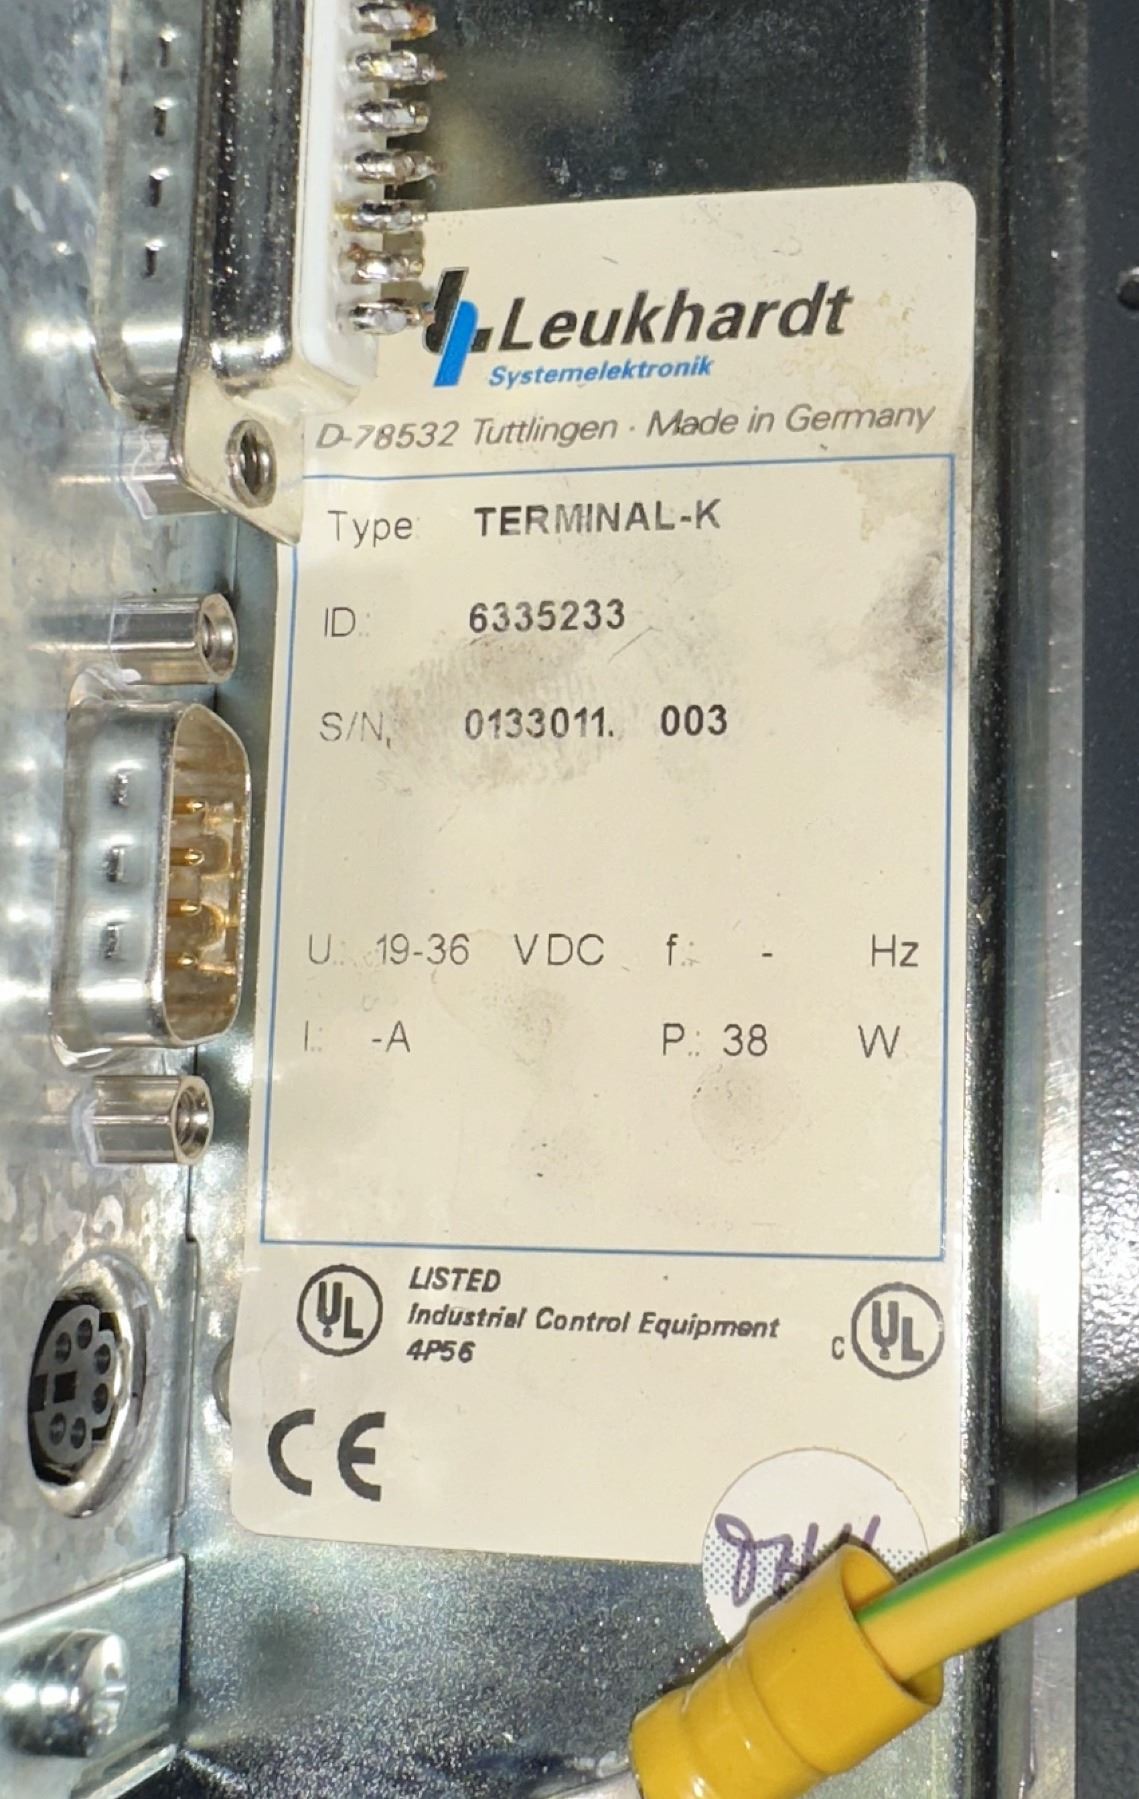 Leukhardt
Systemelektronik
D-78532 Tuttlingen · Made in Germany
Type: TERMINAL-K
ID.: 6335233
S/N, 0133011. 003
U.: 19-36 VDC f.: - Hz
I.: -A P.: 38 W
UL LISTED
Industrial Control Equipment
4P56
c UL
CE